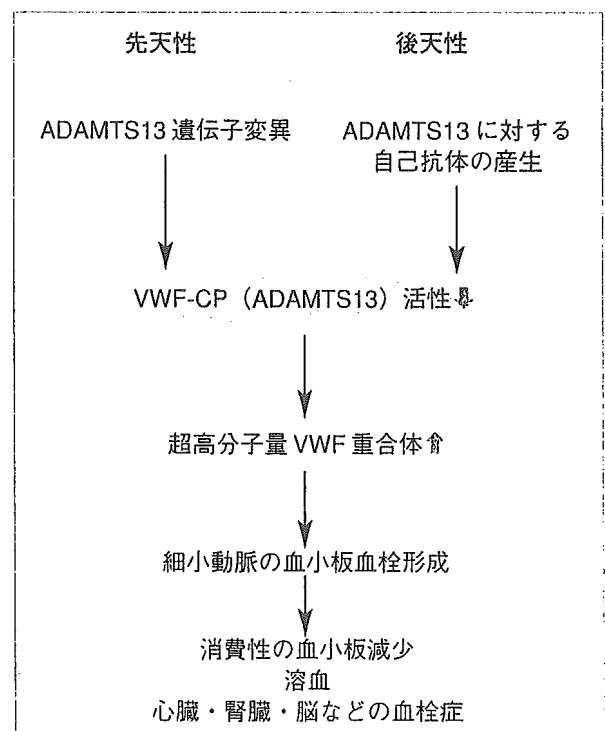 先天性
後天性
ADAMTS13遺伝子変異
ADAMTS13に対する
自己抗体の産生
VWF-CP（ADAMTS13）活性⇩
超高分子量VWF重合体⇧
細小動脈の血小板血栓形成
消費性の血小板減少
溶血
心臓・腎臓・脳などの血栓症